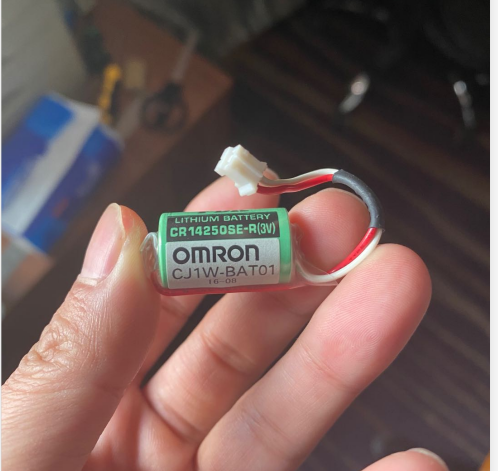 LITHIUM BATTERY
CR14250SE-R(3V)
OMRON
CJ1W-BAT01
16-08